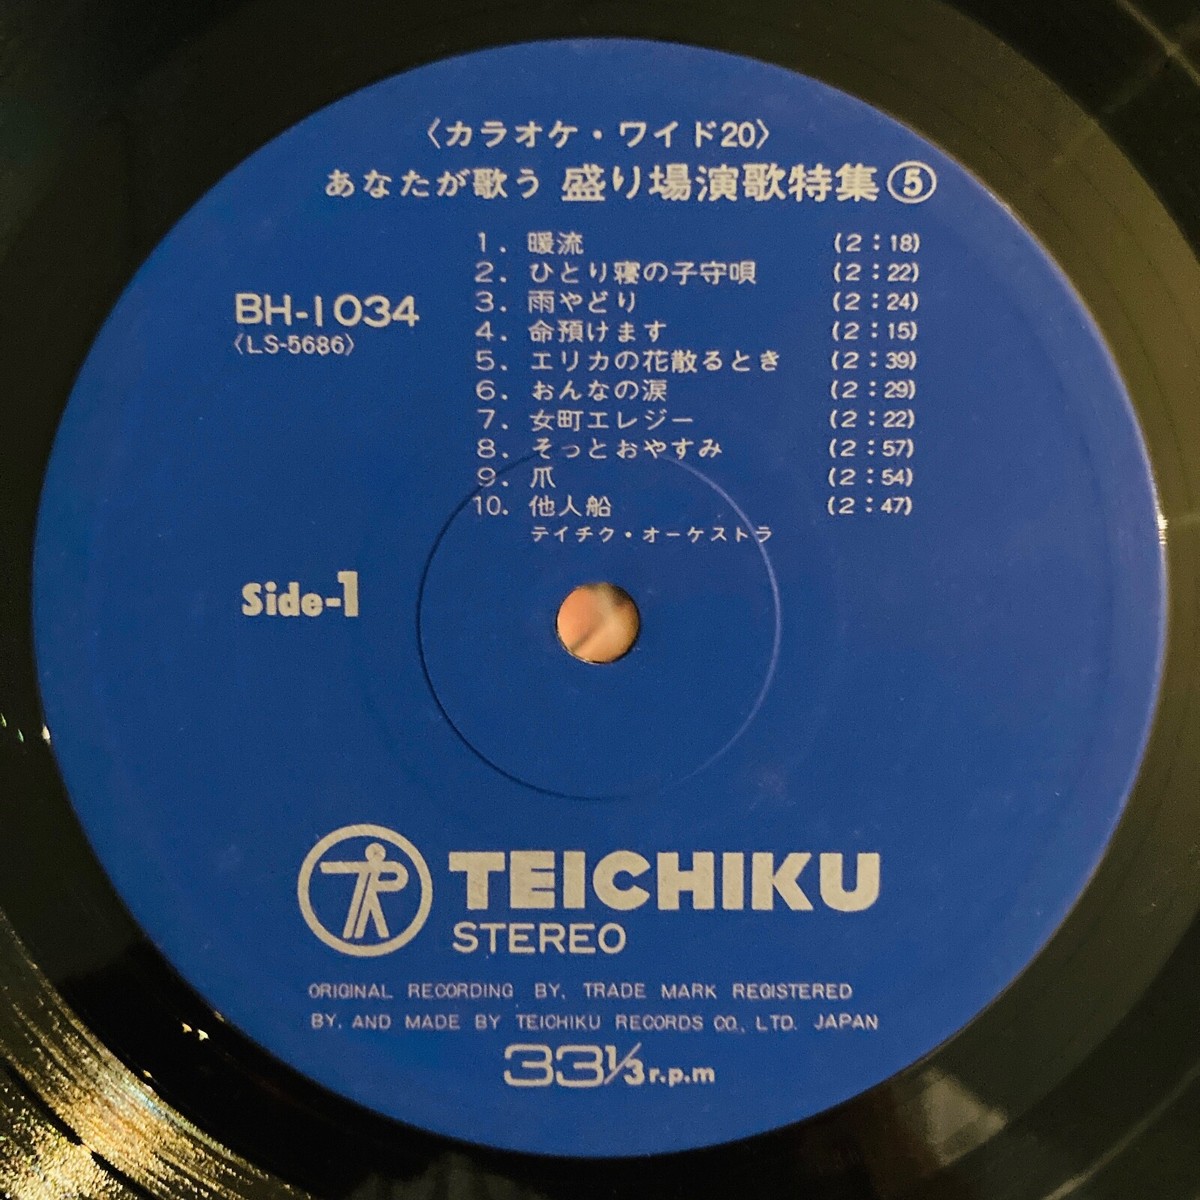 〈カラオケ・ワイド20〉
あなたが歌う 盛り場演歌特集⑤
1. 暖流 (2:18)
2. ひとり寝の子守唄 (2:22)
3. 雨やどり (2:24)
4. 命預けます (2:15)
5. エリカの花散るとき (2:39)
6. おんなの涙 (2:29)
7. 女町エレジー (2:22)
8. そっとおやすみ (2:57)
9. 爪 (2:54)
10. 他人船 (2:47)
テイチク・オーケストラ
BH-1034
〈LS-5686〉
Side-1
TEICHIKU
STEREO
ORIGINAL RECORDING BY. TRADE MARK REGISTERED
BY. AND MADE BY TEICHIKU RECORDS CO., LTD. JAPAN
33 1/3 r.p.m